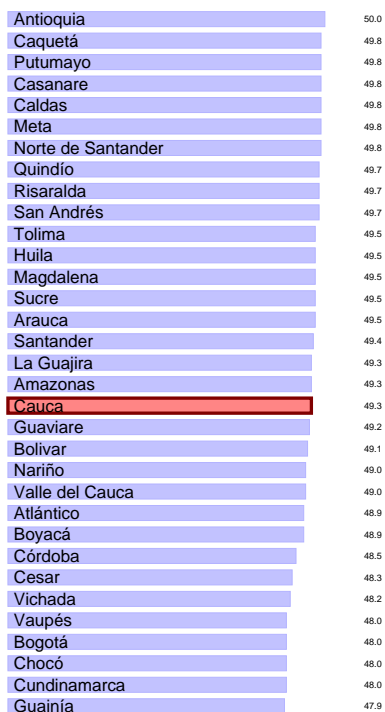 Antioquia 50.0
Caquetá 49.8
Putumayo 49.8
Casanare 49.8
Caldas 49.8
Meta 49.8
Norte de Santander 49.8
Quindío 49.7
Risaralda 49.7
San Andrés 49.7
Tolima 49.5
Huila 49.5
Magdalena 49.5
Sucre 49.5
Arauca 49.5
Santander 49.4
La Guajira 49.3
Amazonas 49.3
Cauca 49.3
Guaviare 49.2
Bolivar 49.1
Nariño 49.0
Valle del Cauca 49.0
Atlántico 48.9
Boyacá 48.9
Córdoba 48.5
Cesar 48.3
Vichada 48.2
Vaupés 48.0
Bogotá 48.0
Chocó 48.0
Cundinamarca 48.0
Guainía 47.9